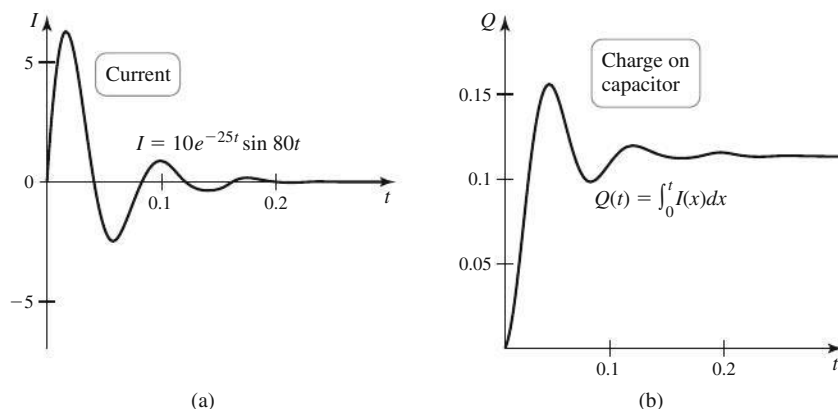 I
5
0
−5
Current
I = 10e^{−25t} sin 80t
0.1
0.2
t
(a)
Q
0.15
0.1
0.05
Charge on
capacitor
Q(t) = ∫_0^t I(x)dx
0.1
0.2
t
(b)